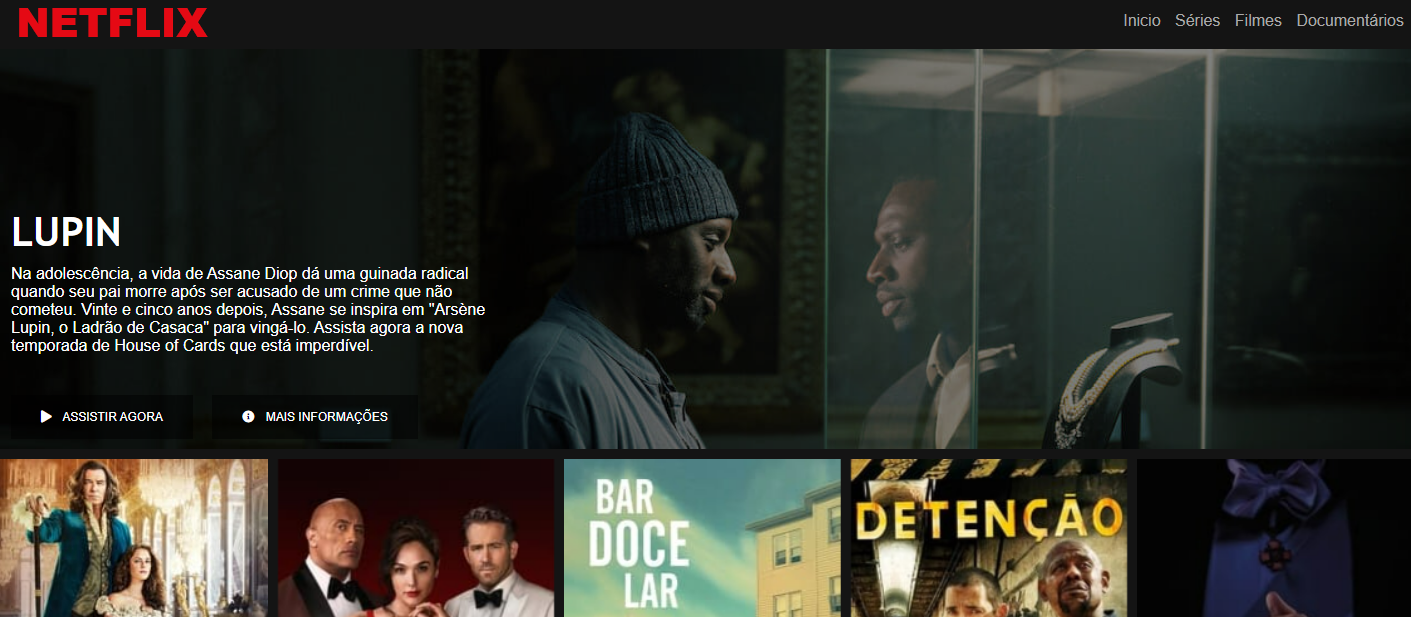 NETFLIX
Inicio Séries Filmes Documentários
LUPIN
Na adolescência, a vida de Assane Diop dá uma guinada radical
quando seu pai morre após ser acusado de um crime que não
cometeu. Vinte e cinco anos depois, Assane se inspira em "Arsène
Lupin, o Ladrão de Casaca" para vingá-lo. Assista agora a nova
temporada de House of Cards que está imperdível.
ASSISTIR AGORA
MAIS INFORMAÇÕES
BAR
DOCE
LAR
DETENÇÃO